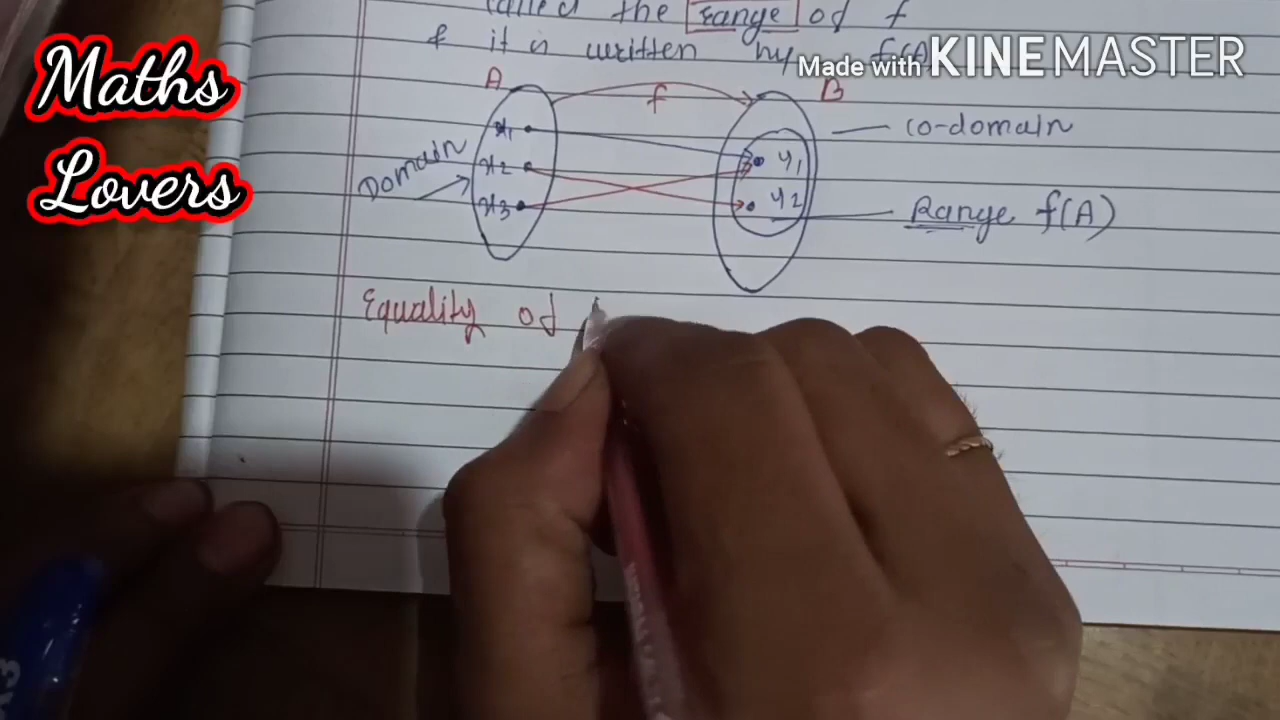 called the range of f
& it is written by f(A
Made with KINEMASTER
Maths
Lovers
A
f
B
co-domain
x1
y1
Domain
x2
y2
x3
Range f(A)
Equality of